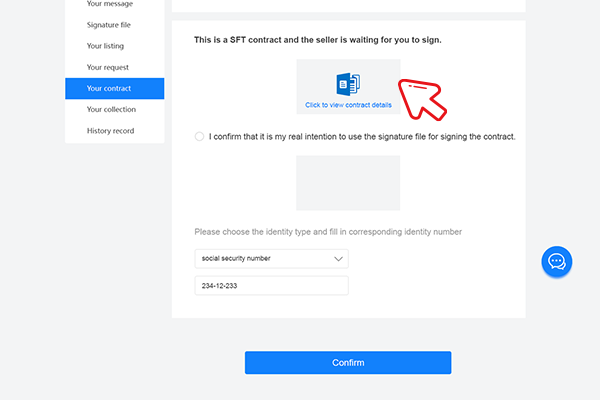 Your message
Signature file
Your listing
Your request
Your contract
Your collection
History record
This is a SFT contract and the seller is waiting for you to sign.
Click to view contract details
I confirm that it is my real intention to use the signature file for signing the contract.
Please choose the identity type and fill in corresponding identity number
social security number
234-12-233
Confirm